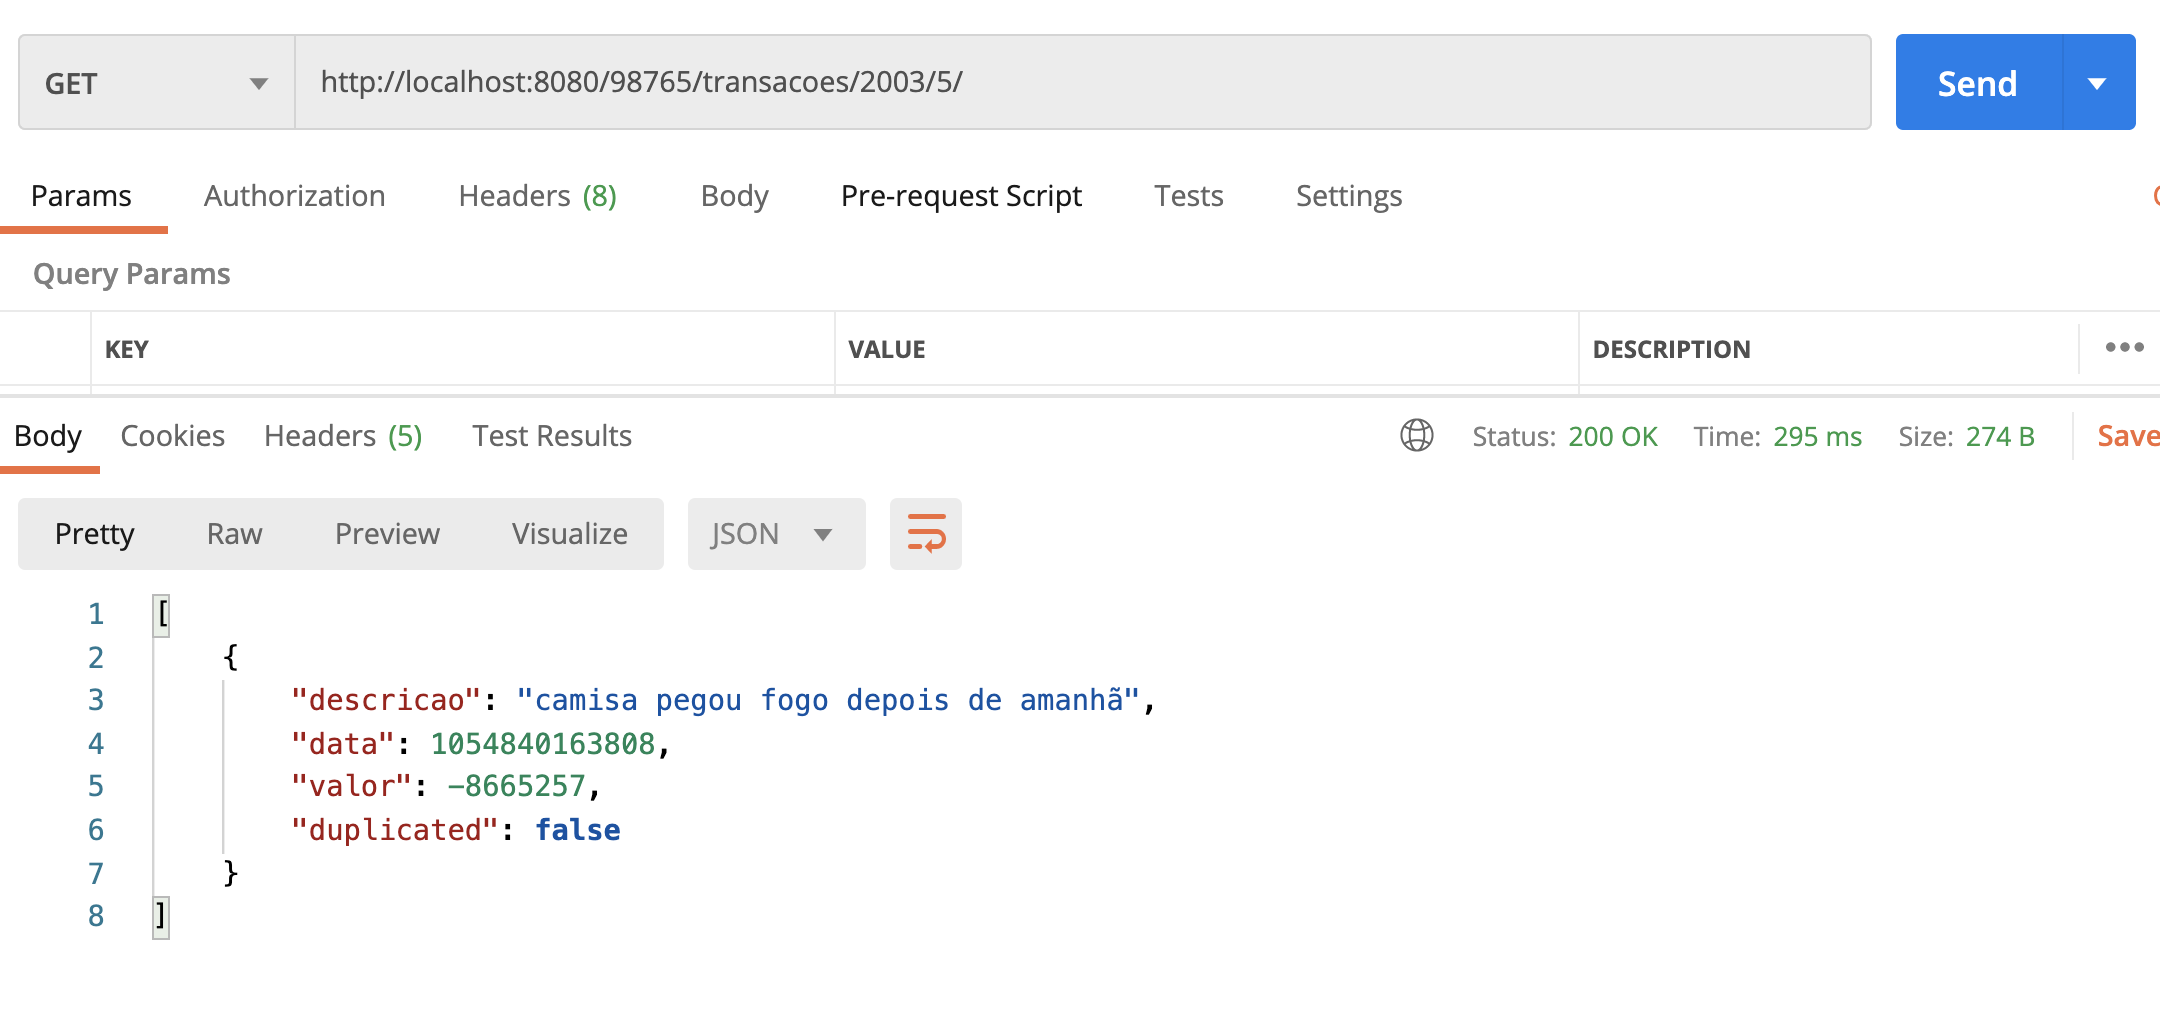 GET http://localhost:8080/98765/transacoes/2003/5/ Send
Params Authorization Headers (8) Body Pre-request Script Tests Settings
Query Params
KEY VALUE DESCRIPTION •••
Body Cookies Headers (5) Test Results Status: 200 OK Time: 295 ms Size: 274 B Save
Pretty Raw Preview Visualize JSON
1 [
2 {
3 "descricao": "camisa pegou fogo depois de amanhã",
4 "data": 1054840163808,
5 "valor": -8665257,
6 "duplicated": false
7 }
8 ]